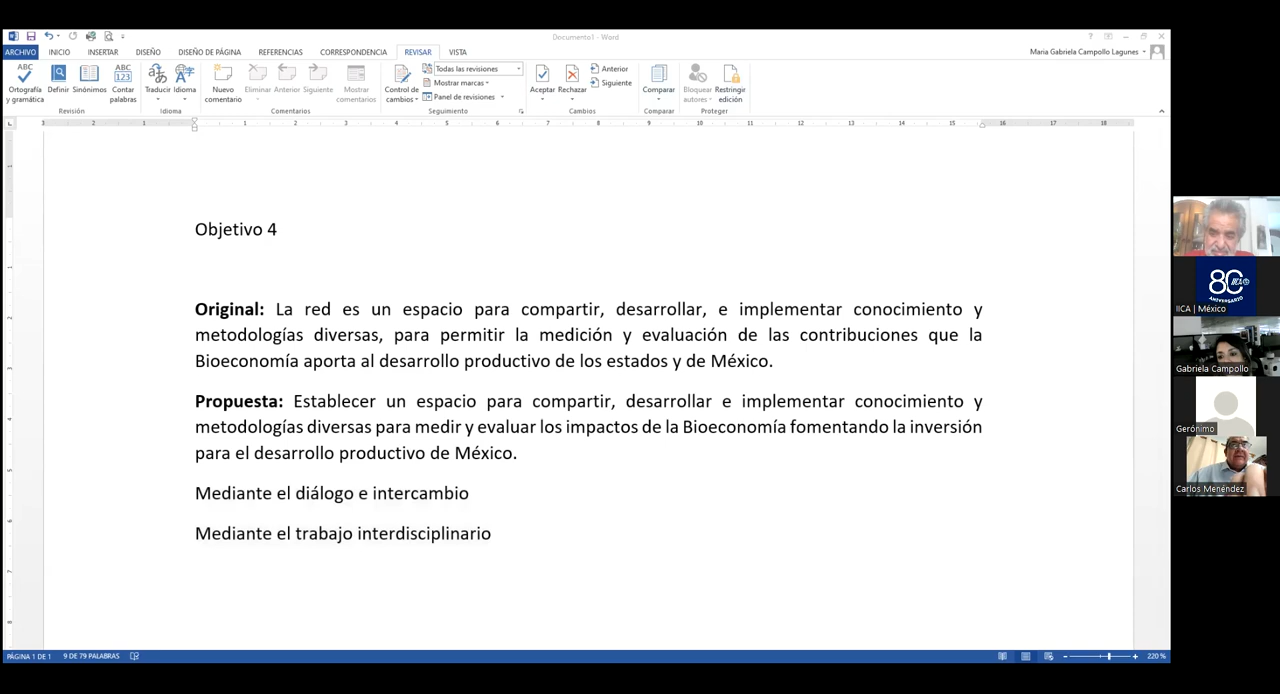 Documento1 - Word
ARCHIVO INICIO INSERTAR DISEÑO DISEÑO DE PÁGINA REFERENCIAS CORRESPONDENCIA REVISAR VISTA
Maria Gabriela Campollo Lagunes
Ortografía y gramática
Definir
Sinónimos
Contar palabras
Revisión
Traducir
Idioma
Idioma
Nuevo comentario
Eliminar
Anterior
Siguiente
Mostrar comentarios
Comentarios
Control de cambios
Todas las revisiones
Mostrar marcas
Panel de revisiones
Seguimiento
Aceptar
Rechazar
Anterior
Siguiente
Cambios
Comparar
Comparar
Bloquear autores
Restringir edición
Proteger
Objetivo 4
Original: La red es un espacio para compartir, desarrollar, e implementar conocimiento y
metodologías diversas, para permitir la medición y evaluación de las contribuciones que la
Bioeconomía aporta al desarrollo productivo de los estados y de México.
Propuesta: Establecer un espacio para compartir, desarrollar e implementar conocimiento y
metodologías diversas para medir y evaluar los impactos de la Bioeconomía fomentando la inversión
para el desarrollo productivo de México.
Mediante el diálogo e intercambio
Mediante el trabajo interdisciplinario
80 IICA
ANIVERSARIO
IICA | México
Gabriela Campollo
Gerónimo
Carlos Menéndez
PÁGINA 1 DE 1 9 DE 79 PALABRAS
220 %